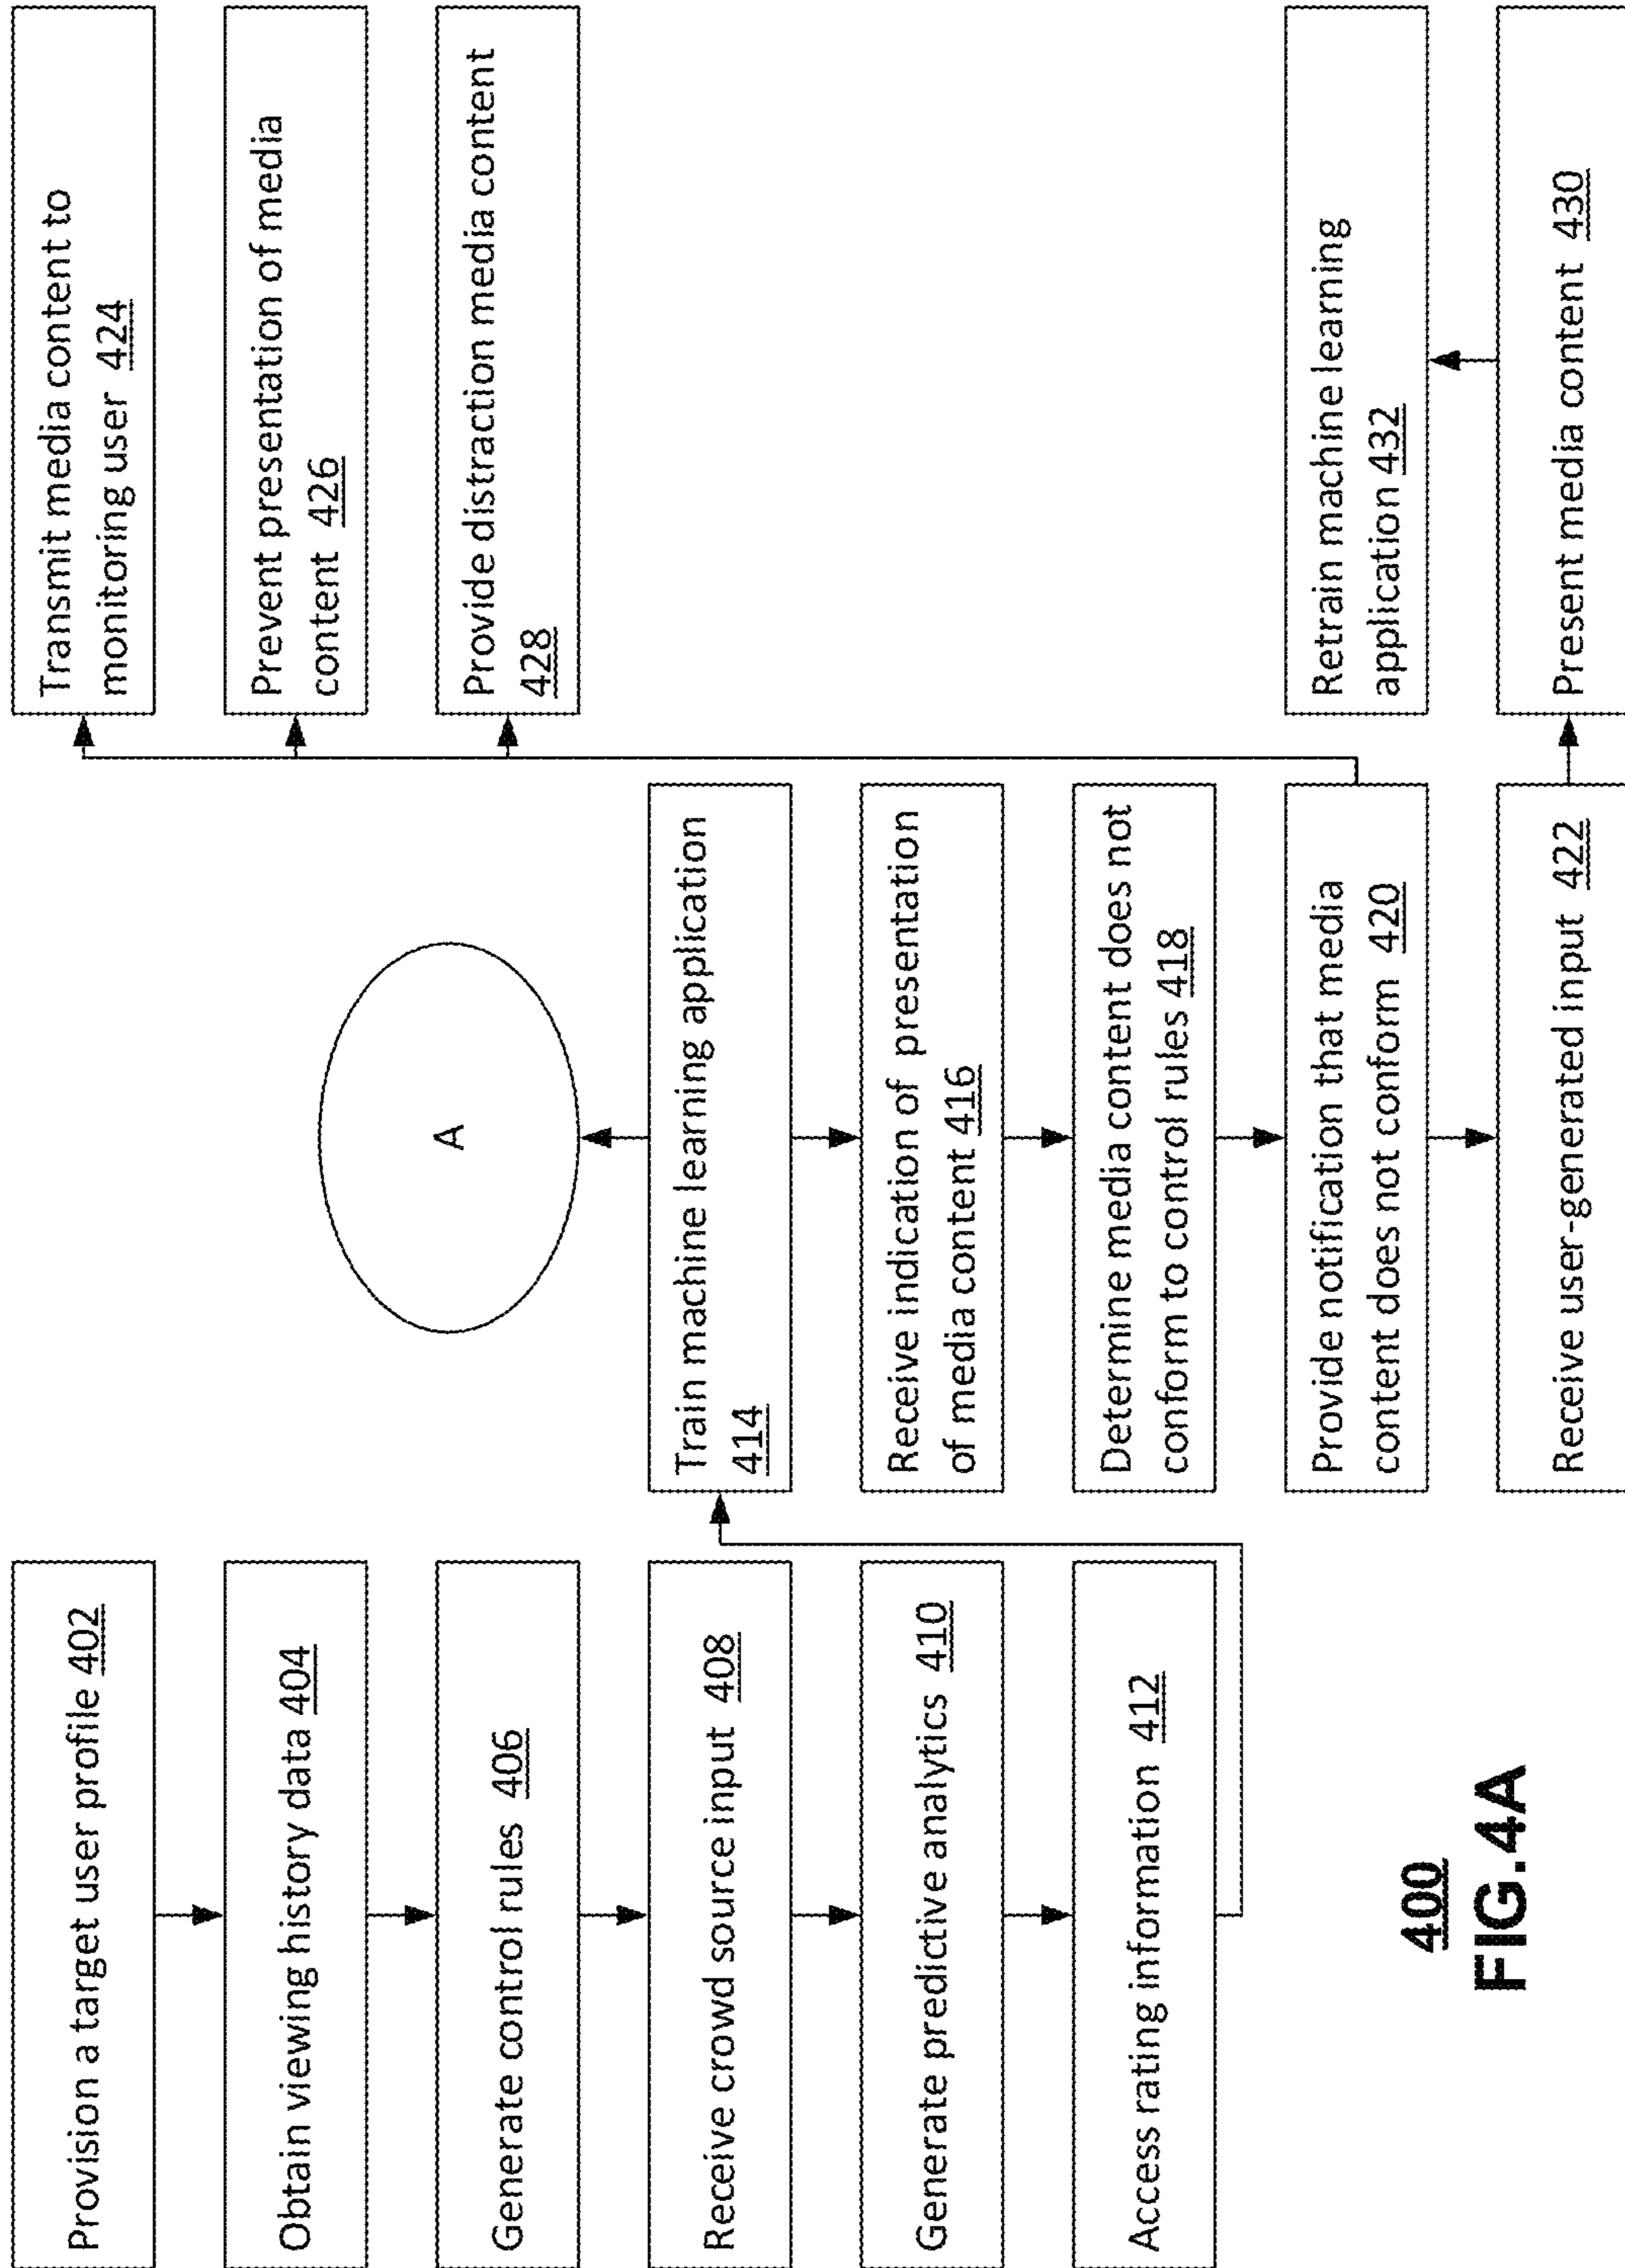 Provision a target user profile 402
Obtain viewing history data 404
Generate control rules 406
Receive crowd source input 408
Generate predictive analytics 410
Access rating information 412
A
Train machine learning application
414
Receive indication of presentation
of media content 416
Determine media content does not
conform to control rules 418
Provide notification that media
content does not conform 420
Receive user-generated input 422
Transmit media content to
monitoring user 424
Prevent presentation of media
content 426
Provide distraction media content
428
Retrain machine learning
application 432
Present media content 430
400
FIG.4A